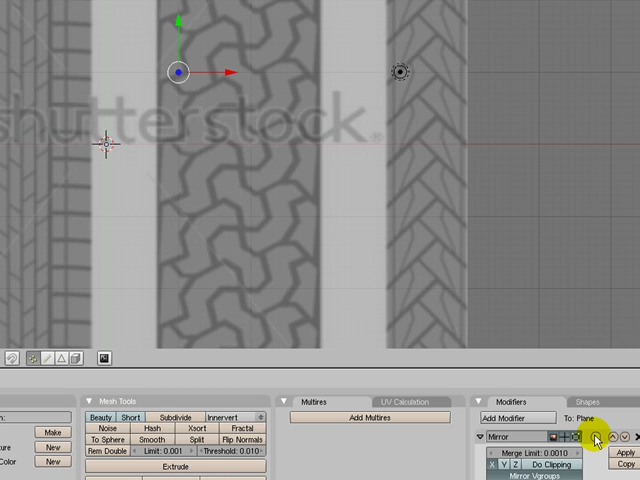 shutterstock®
Mesh Tools
Multires
UV Calculation
Modifiers
Shapes
h:
Make
ture
New
Color
New
Beauty Short Subdivide Innervert
Noise Hash Xsort Fractal
To Sphere Smooth Split Flip Normals
Rem Double Limit: 0.001 Threshold: 0.010
Extrude
Add Multires
Add Modifier
To: Plane
Mirror
Merge Limit: 0.0010
X Y Z Do Clipping
Mirror Vgroups
Apply
Copy